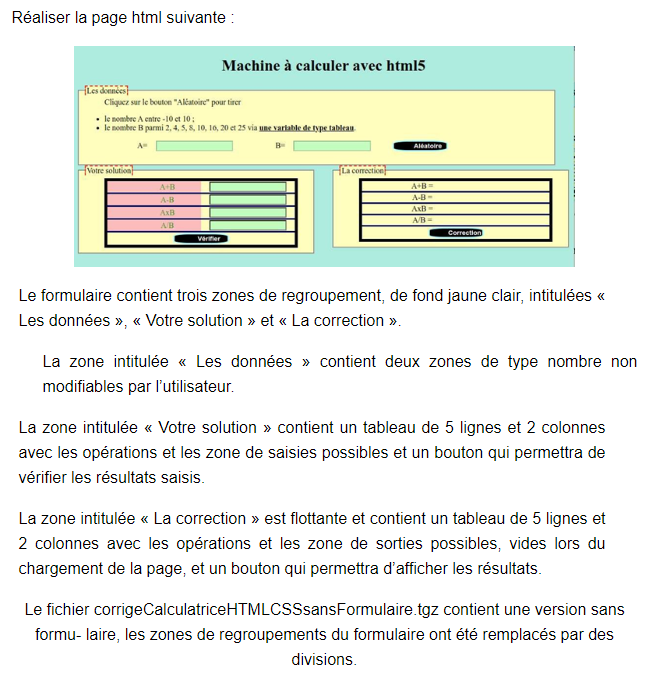 Réaliser la page html suivante :
Machine à calculer avec html5
Les données
Cliquez sur le bouton "Aléatoire" pour tirer
• le nombre A entre -10 et 10 ;
• le nombre B parmi 2, 4, 5, 8, 10, 16, 20 et 25 via une variable de type tableau.
A= B= Aléatoire
Votre solution
A+B
A-B
AxB
A/B
Vérifier
La correction
A+B =
A-B =
AxB =
A/B =
Correction
Le formulaire contient trois zones de regroupement, de fond jaune clair, intitulées «
Les données », « Votre solution » et « La correction ».
La zone intitulée « Les données » contient deux zones de type nombre non
modifiables par l'utilisateur.
La zone intitulée « Votre solution » contient un tableau de 5 lignes et 2 colonnes
avec les opérations et les zone de saisies possibles et un bouton qui permettra de
vérifier les résultats saisis.
La zone intitulée « La correction » est flottante et contient un tableau de 5 lignes et
2 colonnes avec les opérations et les zone de sorties possibles, vides lors du
chargement de la page, et un bouton qui permettra d'afficher les résultats.
Le fichier corrigeCalculatriceHTMLCSSsansFormulaire.tgz contient une version sans
formu- laire, les zones de regroupements du formulaire ont été remplacés par des
divisions.